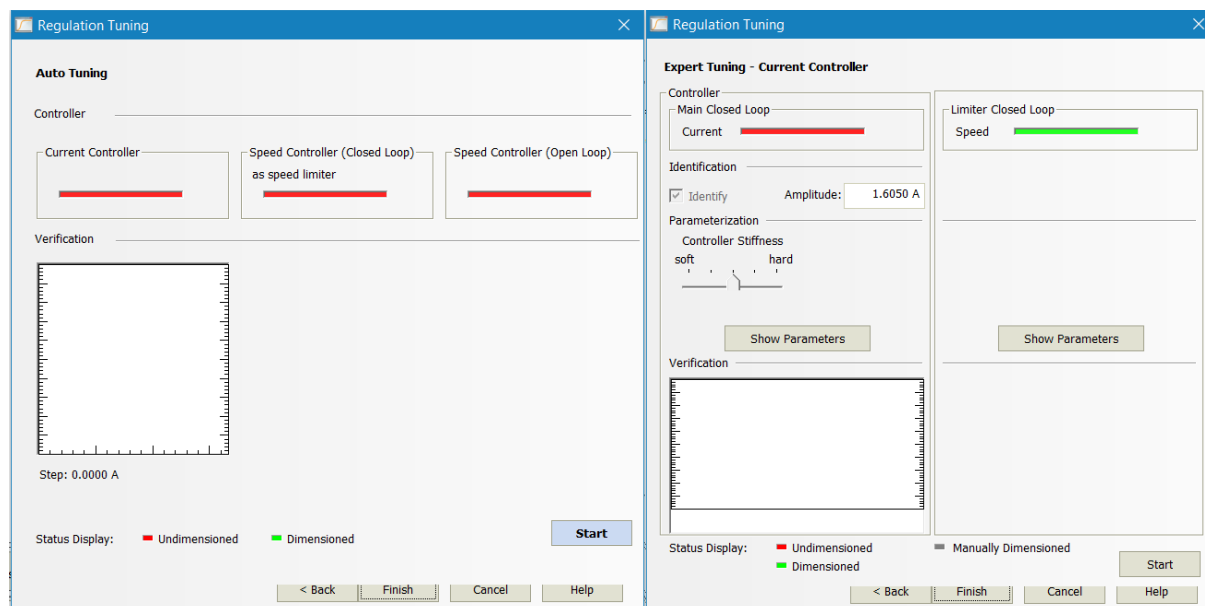 Regulation Tuning
Auto Tuning
Controller
Current Controller
Speed Controller (Closed Loop)
as speed limiter
Speed Controller (Open Loop)
Verification
Step: 0.0000 A
Status Display:
Undimensioned
Dimensioned
Start
< Back
Finish
Cancel
Help
Regulation Tuning
Expert Tuning - Current Controller
Controller
Main Closed Loop
Current
Limiter Closed Loop
Speed
Identification
Identify
Amplitude:
1.6050 A
Parameterization
Controller Stiffness
soft
hard
Show Parameters
Show Parameters
Verification
Status Display:
Undimensioned
Manually Dimensioned
Dimensioned
Start
< Back
Finish
Cancel
Help